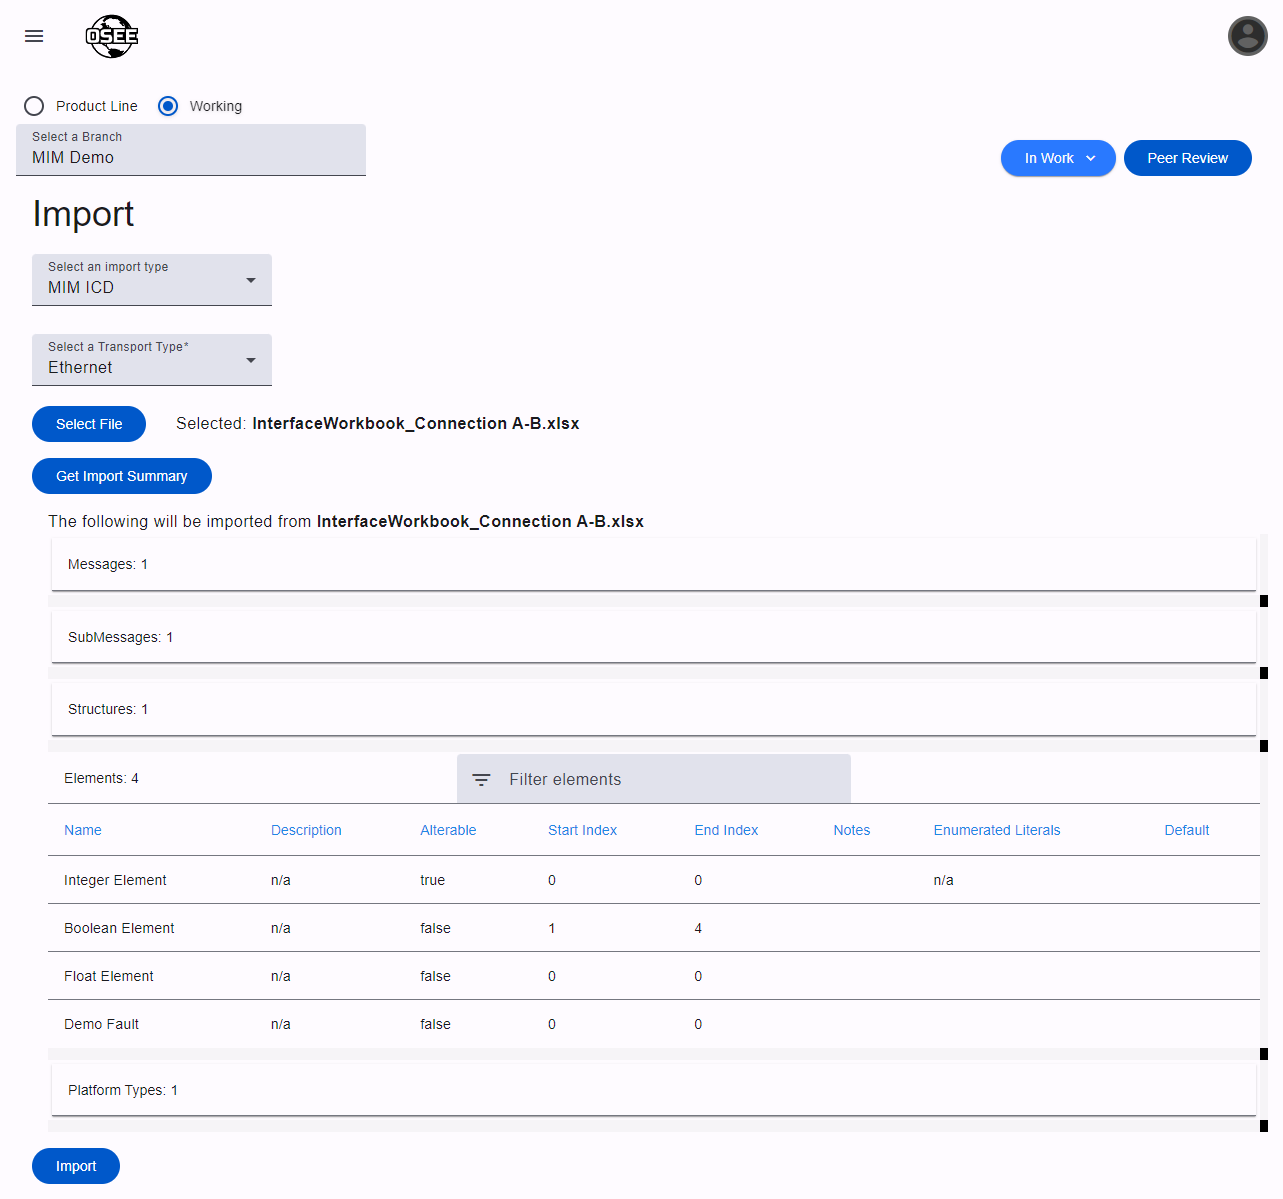 OSEE
Product Line Working
Select a Branch
MIM Demo
In Work Peer Review
Import
Select an import type
MIM ICD
Select a Transport Type*
Ethernet
Select File Selected: InterfaceWorkbook_Connection A-B.xlsx
Get Import Summary
The following will be imported from InterfaceWorkbook_Connection A-B.xlsx
Messages: 1
SubMessages: 1
Structures: 1
Elements: 4 Filter elements
Name Description Alterable Start Index End Index Notes Enumerated Literals Default
Integer Element n/a true 0 0 n/a
Boolean Element n/a false 1 4
Float Element n/a false 0 0
Demo Fault n/a false 0 0
Platform Types: 1
Import